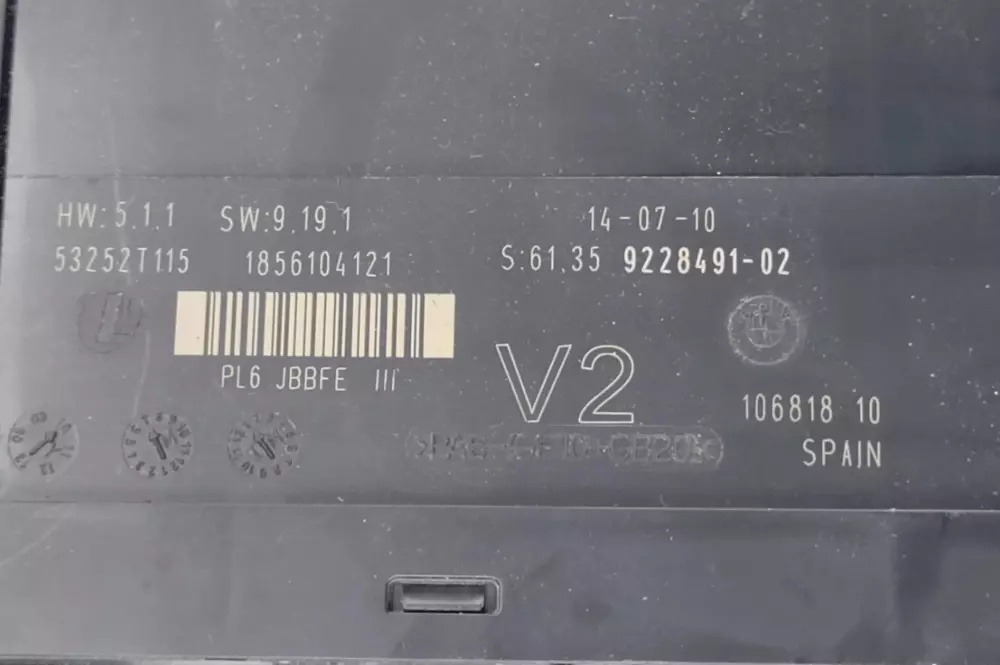 HW:5.1.1 SW:9.19.1 14-07-10
53252T115 1856104121 S:61.35 9228491-02
PL6 JBBFE III
V2
106818 10
SPAIN